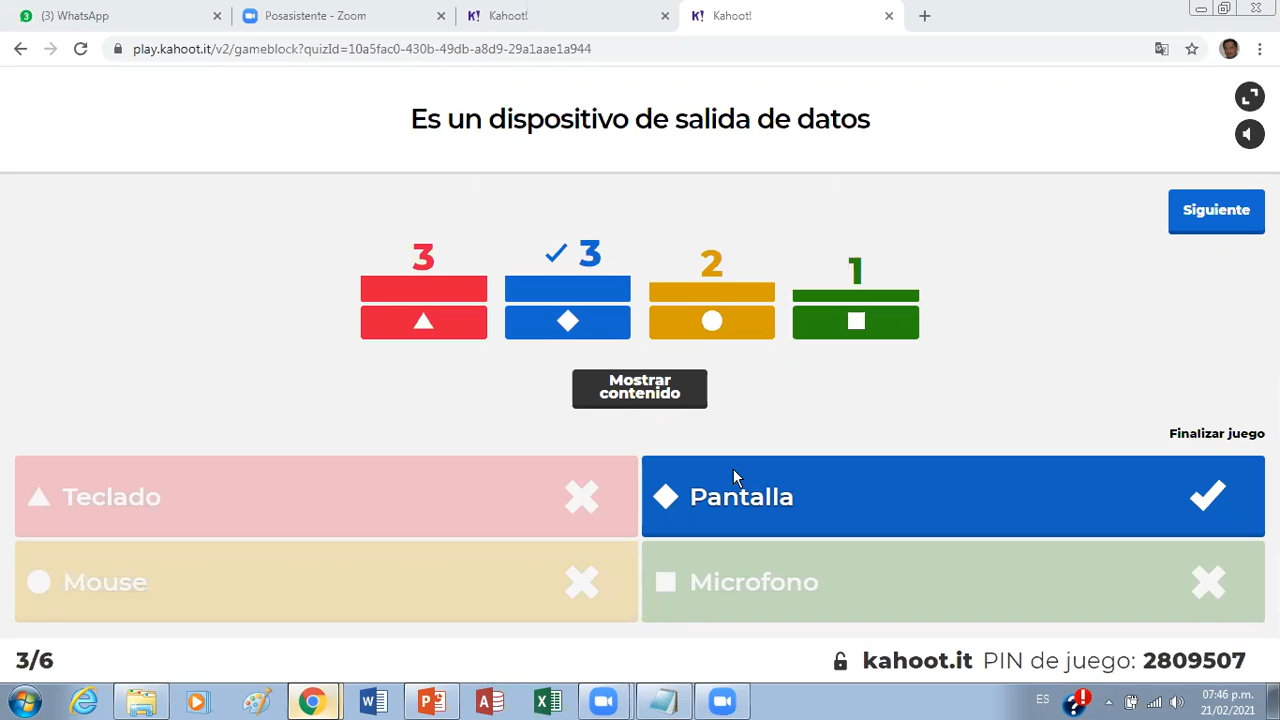 (3) WhatsApp
Posasistente - Zoom
K! Kahoot!
K! Kahoot!
play.kahoot.it/v2/gameblock?quizId=10a5fac0-430b-49db-a8d9-29a1aae1a944
Es un dispositivo de salida de datos
Siguiente
3
3
2
1
Mostrar
contenido
Finalizar juego
Teclado
Pantalla
Mouse
Microfono
3/6
kahoot.it PIN de juego: 2809507
ES
07:46 p.m.
21/02/2021